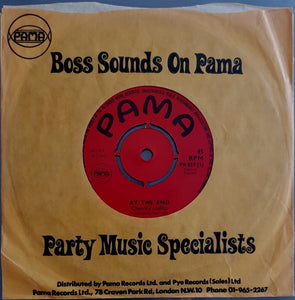 PAMA
Boss Sounds On Pama
PAMA
45
RPM
AT THE END
Party Music Specialists
Distributed by Pama Records Ltd. and Pye Records (Sales) Ltd
Pama Records Ltd., 78 Craven Park Rd, London N.W.10 Phone 01-965-2267